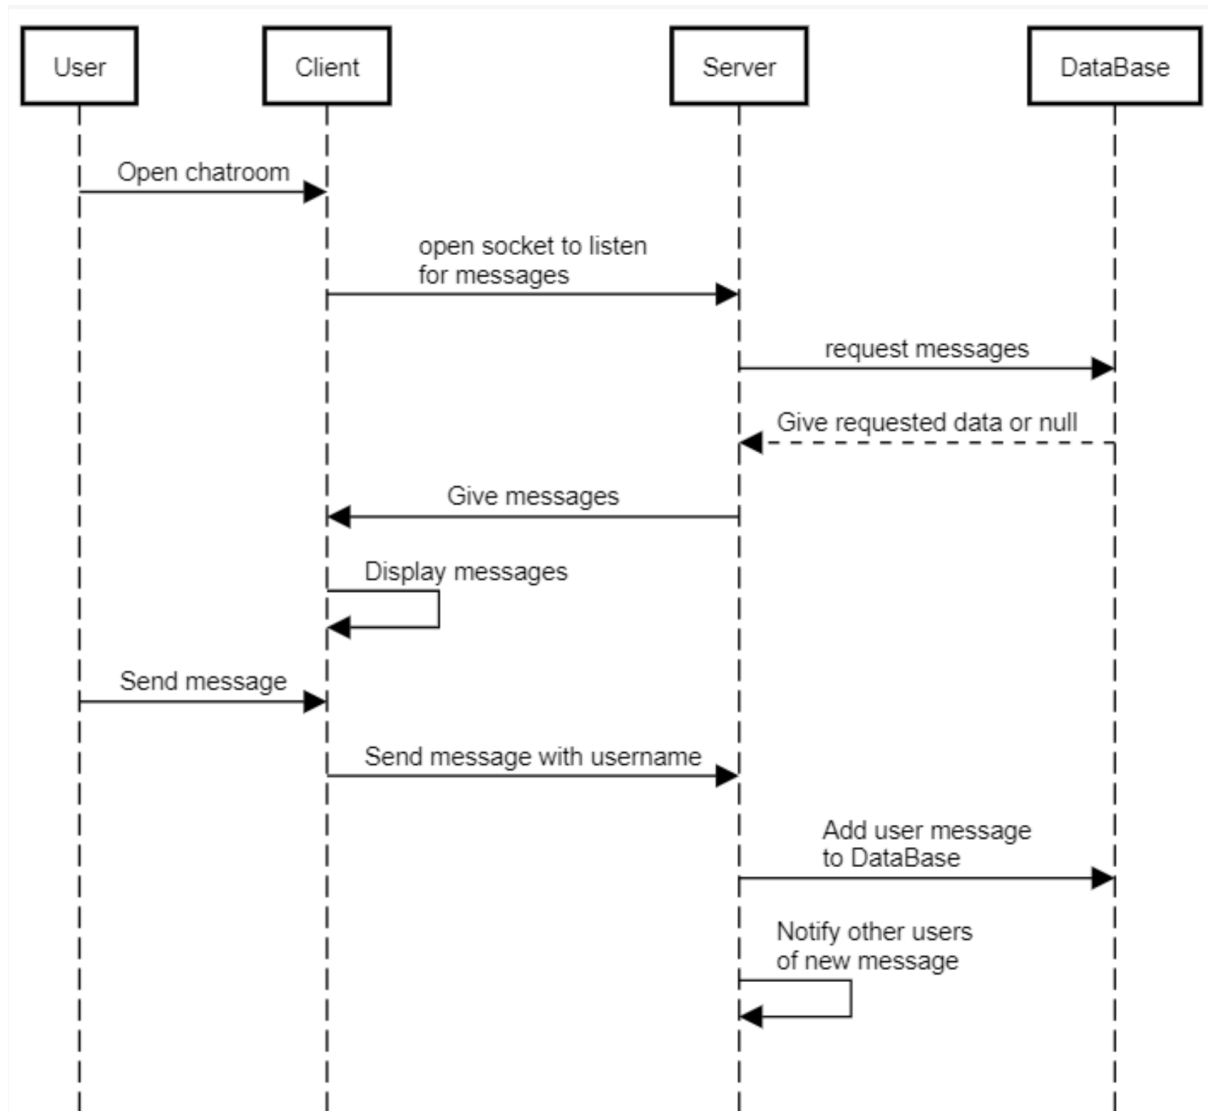 User
Client
Server
DataBase
Open chatroom
open socket to listen
for messages
request messages
Give requested data or null
Give messages
Display messages
Send message
Send message with username
Add user message
to DataBase
Notify other users
of new message